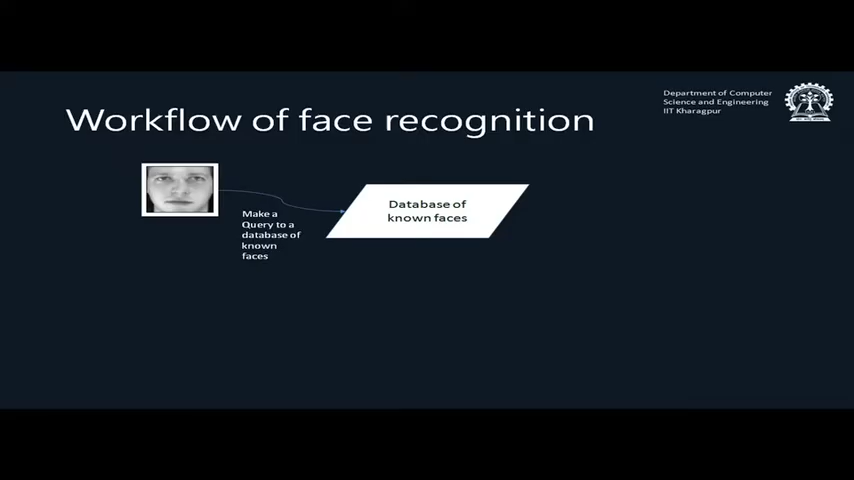 Department of Computer
Science and Engineering
IIT Kharagpur
Workflow of face recognition
Make a
Query to a
database of
known
faces
Database of
known faces